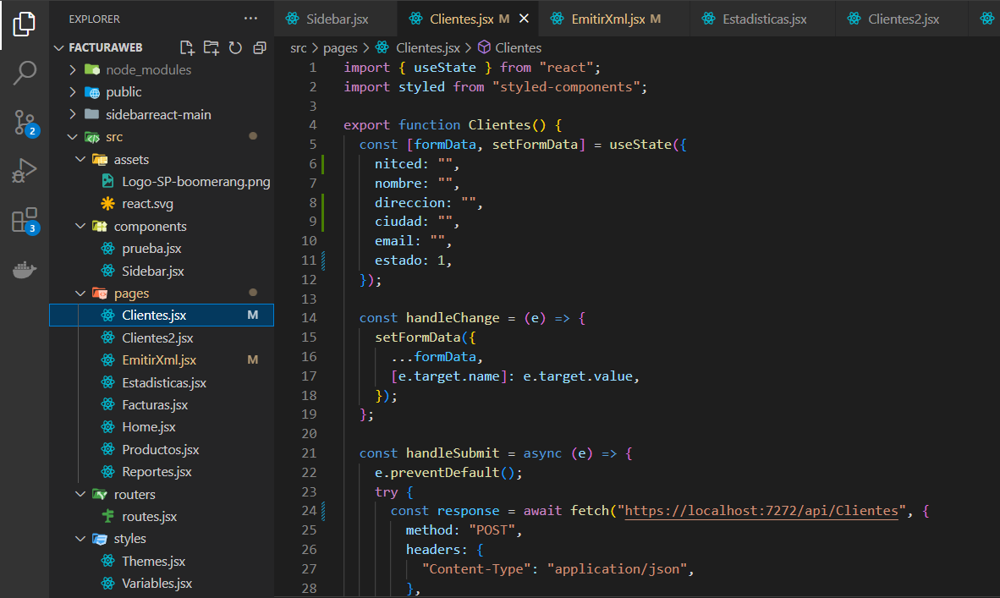 EXPLORER
FACTURAWEB
node_modules
public
sidebarreact-main
src
assets
Logo-SP-boomerang.png
react.svg
components
prueba.jsx
Sidebar.jsx
pages
Clientes.jsx M
Clientes2.jsx
EmitirXml.jsx M
Estadisticas.jsx
Facturas.jsx
Home.jsx
Productos.jsx
Reportes.jsx
routers
routes.jsx
styles
Themes.jsx
Variables.jsx
2
3
Sidebar.jsx Clientes.jsx M EmitirXml.jsx M Estadisticas.jsx Clientes2.jsx
src > pages > Clientes.jsx > Clientes
1 import { useState } from "react";
2 import styled from "styled-components";
3
4 export function Clientes() {
5 const [formData, setFormData] = useState({
6 nitced: "",
7 nombre: "",
8 direccion: "",
9 ciudad: "",
10 email: "",
11 estado: 1,
12 });
13
14 const handleChange = (e) => {
15 setFormData({
16 ...formData,
17 [e.target.name]: e.target.value,
18 });
19 };
20
21 const handleSubmit = async (e) => {
22 e.preventDefault();
23 try {
24 const response = await fetch("https://localhost:7272/api/Clientes", {
25 method: "POST",
26 headers: {
27 "Content-Type": "application/json",
28 },